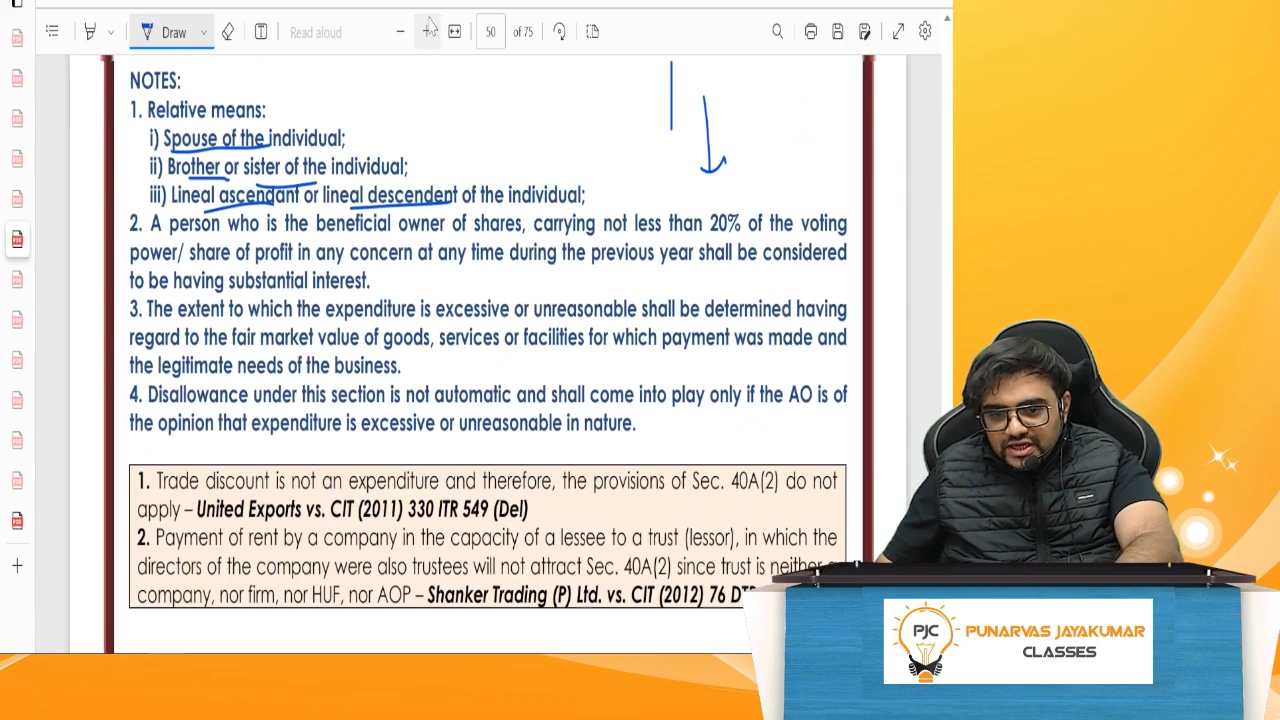 Draw
Read aloud
50
of 75
NOTES:
1. Relative means:
i) Spouse of the individual;
ii) Brother or sister of the individual;
iii) Lineal ascendant or lineal descendent of the individual;
2. A person who is the beneficial owner of shares, carrying not less than 20% of the voting
power/ share of profit in any concern at any time during the previous year shall be considered
to be having substantial interest.
3. The extent to which the expenditure is excessive or unreasonable shall be determined having
regard to the fair market value of goods, services or facilities for which payment was made and
the legitimate needs of the business.
4. Disallowance under this section is not automatic and shall come into play only if the AO is of
the opinion that expenditure is excessive or unreasonable in nature.
1. Trade discount is not an expenditure and therefore, the provisions of Sec. 40A(2) do not
apply – United Exports vs. CIT (2011) 330 ITR 549 (Del)
2. Payment of rent by a company in the capacity of a lessee to a trust (lessor), in which the
directors of the company were also trustees will not attract Sec. 40A(2) since trust is neither
company, nor firm, nor HUF, nor AOP – Shanker Trading (P) Ltd. vs. CIT (2012) 76
PJC
PUNARVAS JAYAKUMAR
CLASSES